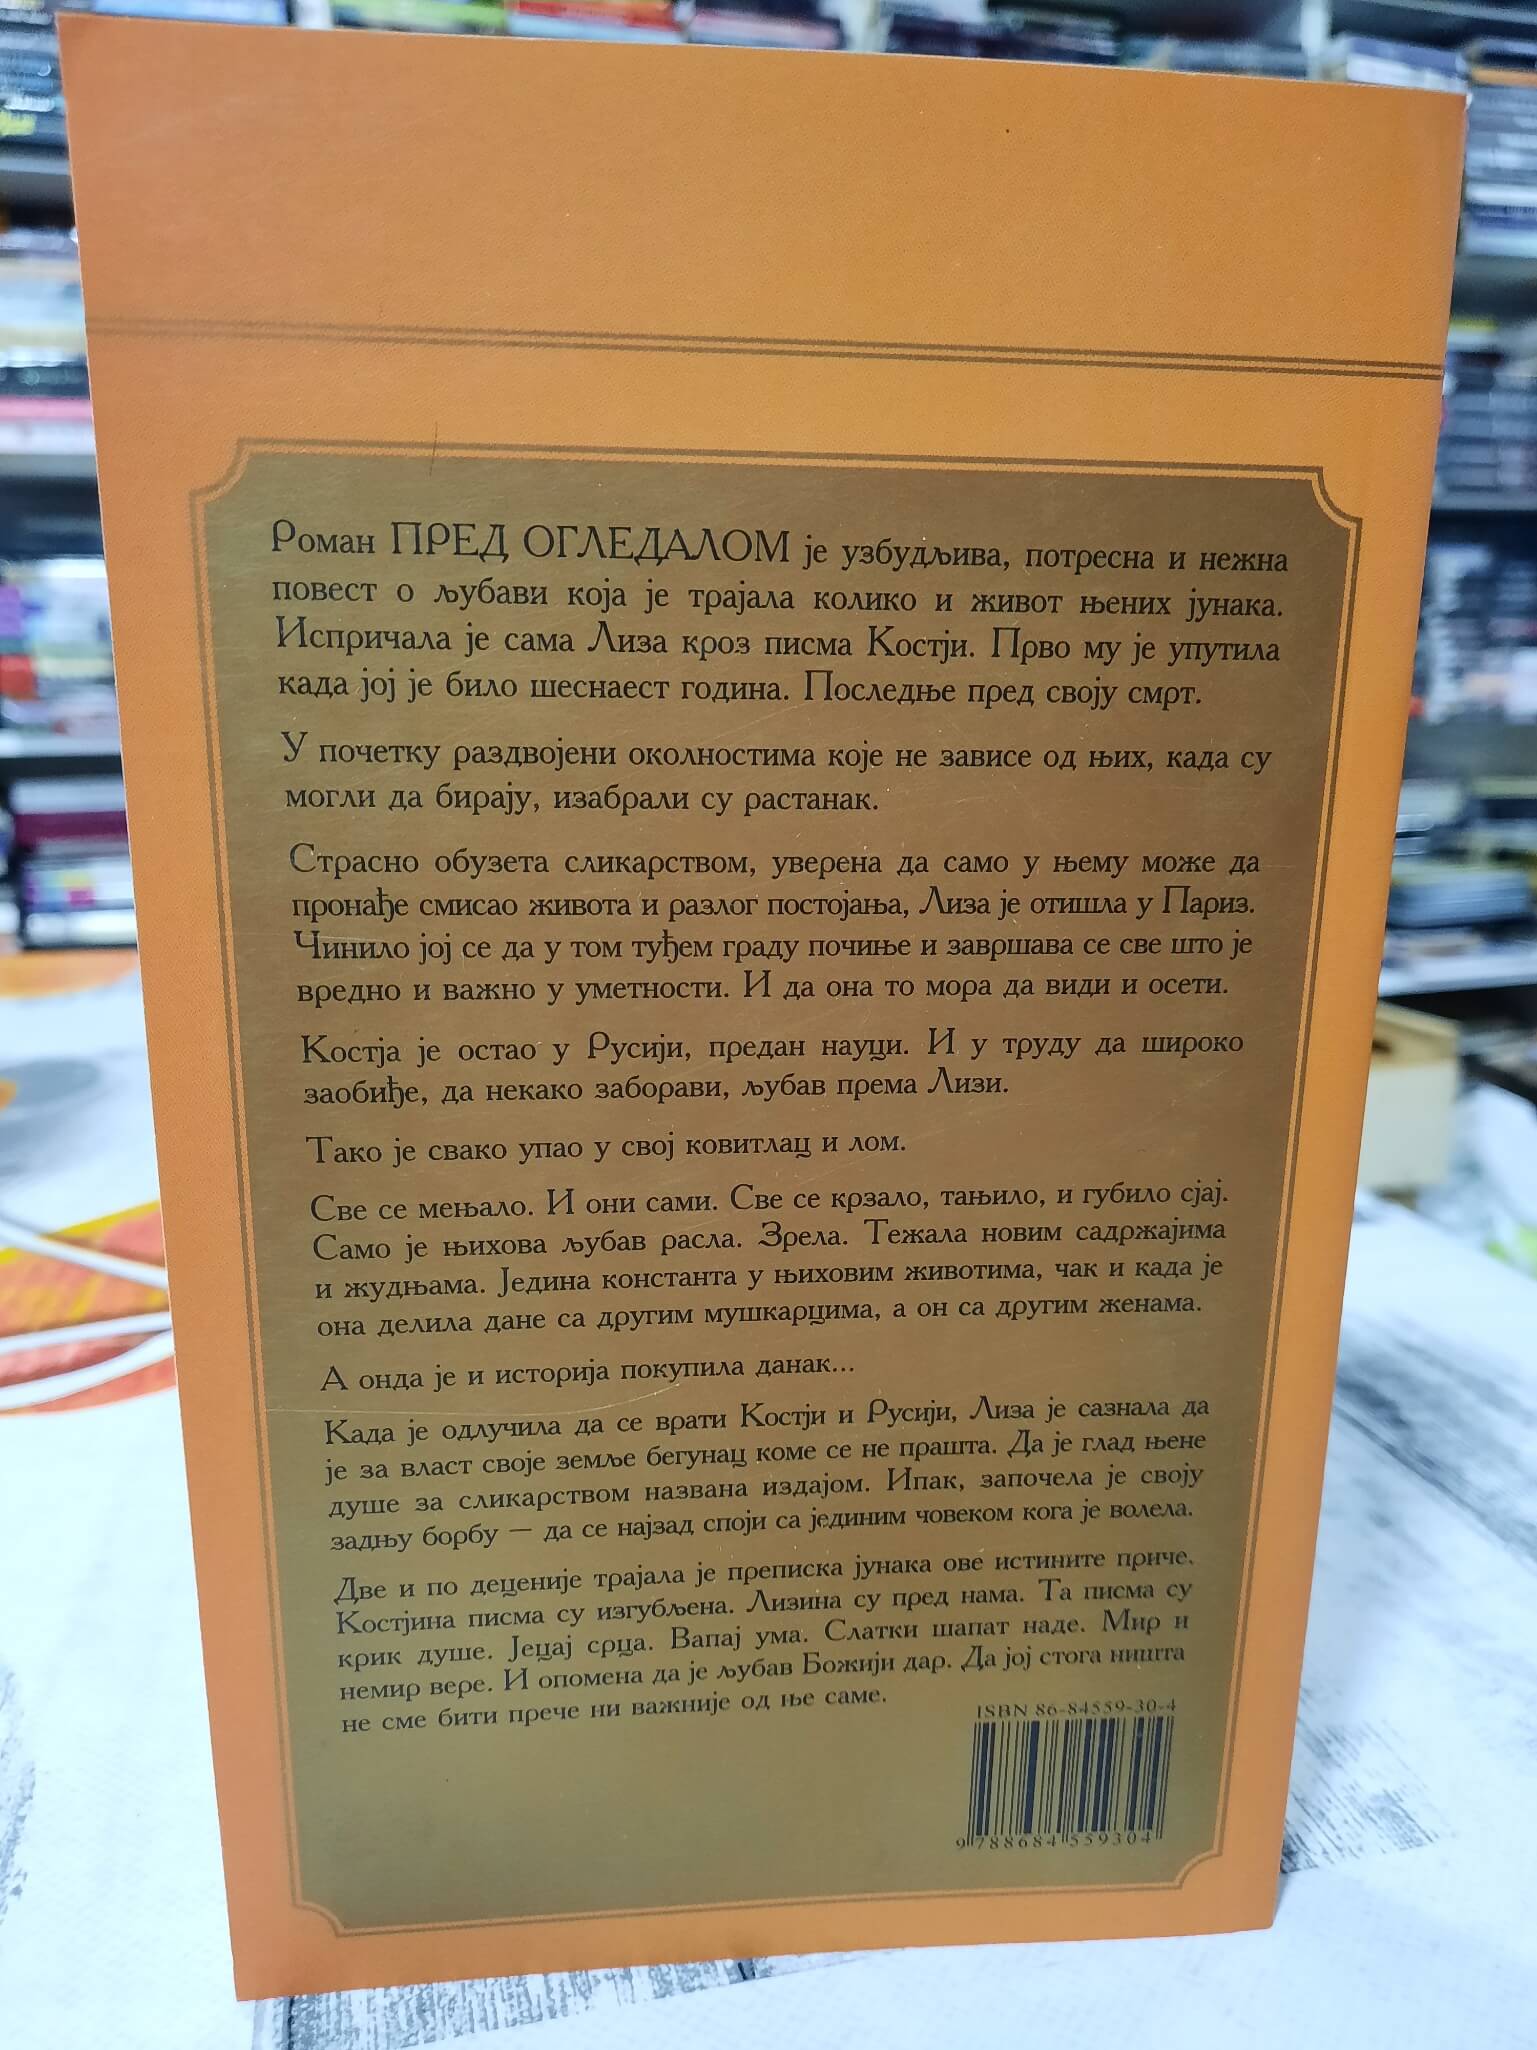 Роман ПРЕД ОГЛЕДАЛОМ је узбудљива, потресна и нежна
повест о љубави која је трајала колико и живот њених јунака.
Испричала је сама Лиза кроз писма Костји. Прво му је упутила
када јој је било шеснаест година. Последње пред своју смрт.
У почетку раздвојени околностима које не зависе од њих, када су
могли да бирају, изабрали су растанак.
Страсно обузета сликарством, уверена да само у њему може да
пронађе смисао живота и разлог постојања, Лиза је отишла у Париз.
Чинило јој се да у том туђем граду почиње и завршава се све што је
вредно и важно у уметности. И да она то мора да види и осети.
Костја је остао у Русији, предан науци. И у труду да широко
заобиђе, да некако заборави, љубав према Лизи.
Тако је свако упао у свој ковитлац и лом.
Све се мењало. И они сами. Све се крзало, тањило, и губило сјај.
Само је њихова љубав расла. Зрела. Тежала новим садржајима
и жудњама. Једина константа у њиховим животима, чак и када је
она делила дане са другим мушкарцима, а он са другим женама.
А онда је и историја покупила данак...
Када је одлучила да се врати Костји и Русији, Лиза је сазнала да
је за власт своје земље бегунац коме се не прашта. Да је глад њене
душе за сликарством названа издајом. Ипак, започела је своју
задњу борбу — да се најзад споји са јединим човеком кога је волела.
Две и по деценије трајала је преписка јунака ове истините приче.
Костјина писма су изгубљена. Лизина су пред нама. Та писма су
крик душе. Јецај срца. Вапај ума. Слатки шапат наде. Мир и
немир вере. И опомена да је љубав Божији дар. Да јој стога ништа
не сме бити прече ни важније од ње саме.
ISBN 86-84559-30-4
9 788684 559304